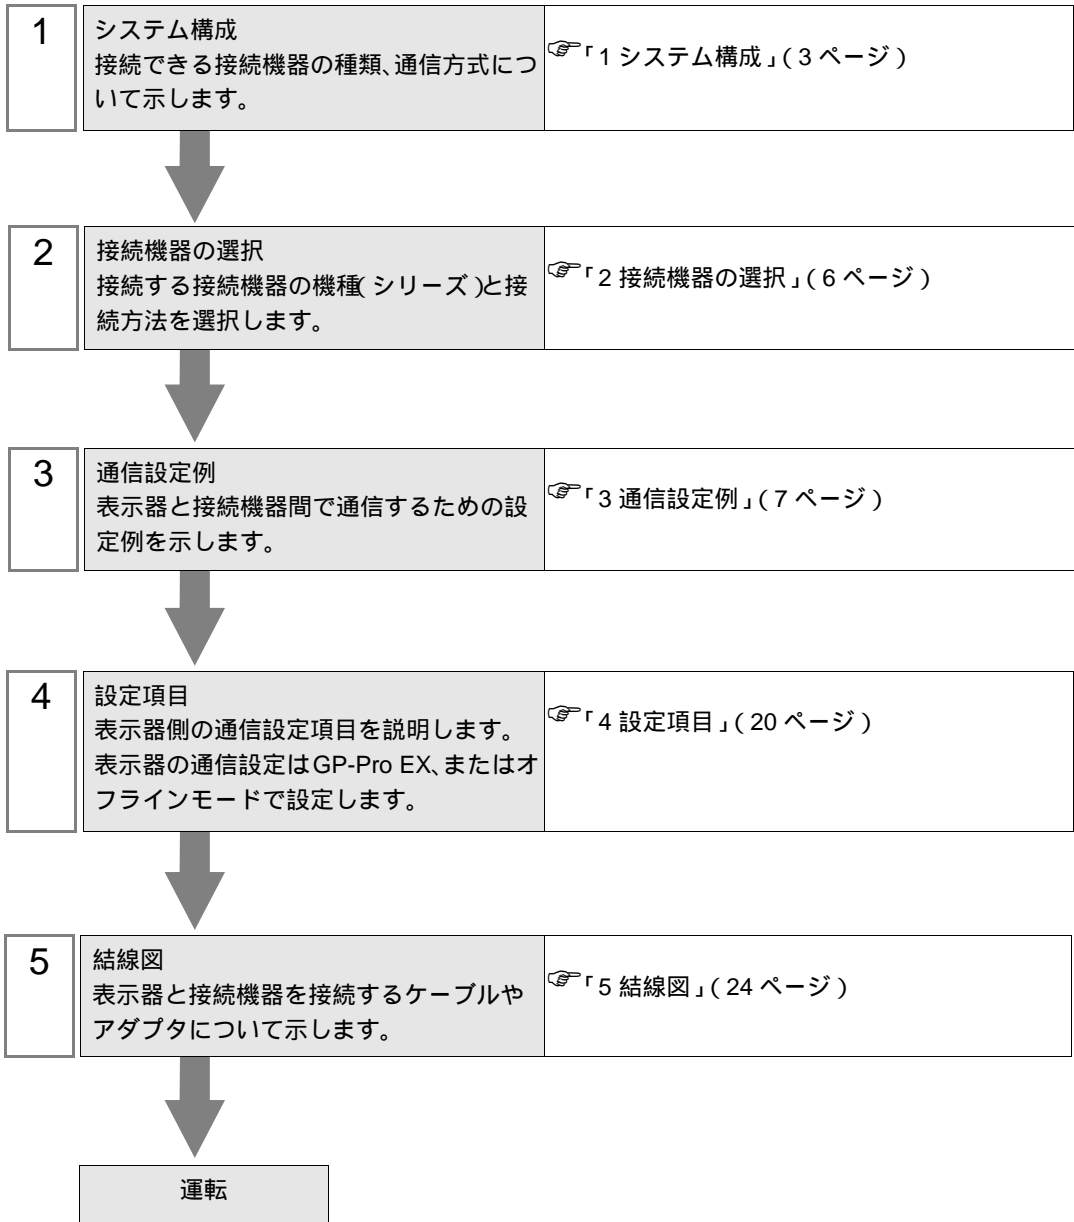 1
システム構成
接続できる接続機器の種類、通信方式につ
いて示します。
☞「1 システム構成」(3 ページ)
2
接続機器の選択
接続する接続機器の機種(シリーズ)と接
続方法を選択します。
☞「2 接続機器の選択」(6 ページ)
3
通信設定例
表示器と接続機器間で通信するための設
定例を示します。
☞「3 通信設定例」(7 ページ)
4
設定項目
表示器側の通信設定項目を説明します。
表示器の通信設定はGP-Pro EX、またはオ
フラインモードで設定します。
☞「4 設定項目」(20 ページ)
5
結線図
表示器と接続機器を接続するケーブルや
アダプタについて示します。
☞「5 結線図」(24 ページ)
運転